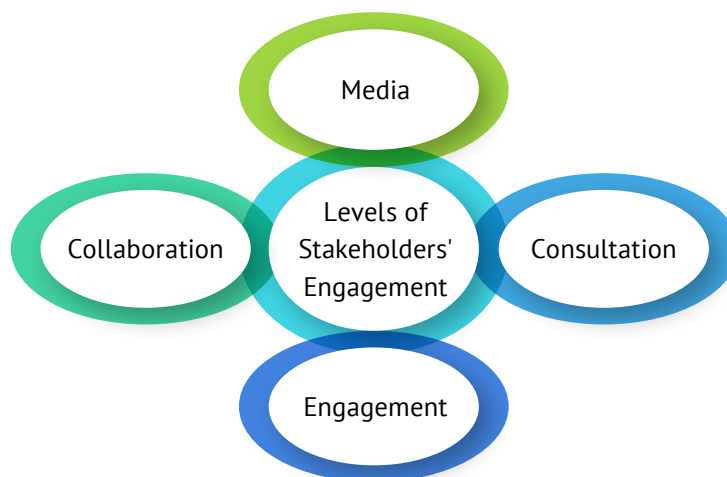 Media
Collaboration
Levels of
Stakeholders'
Engagement
Consultation
Engagement